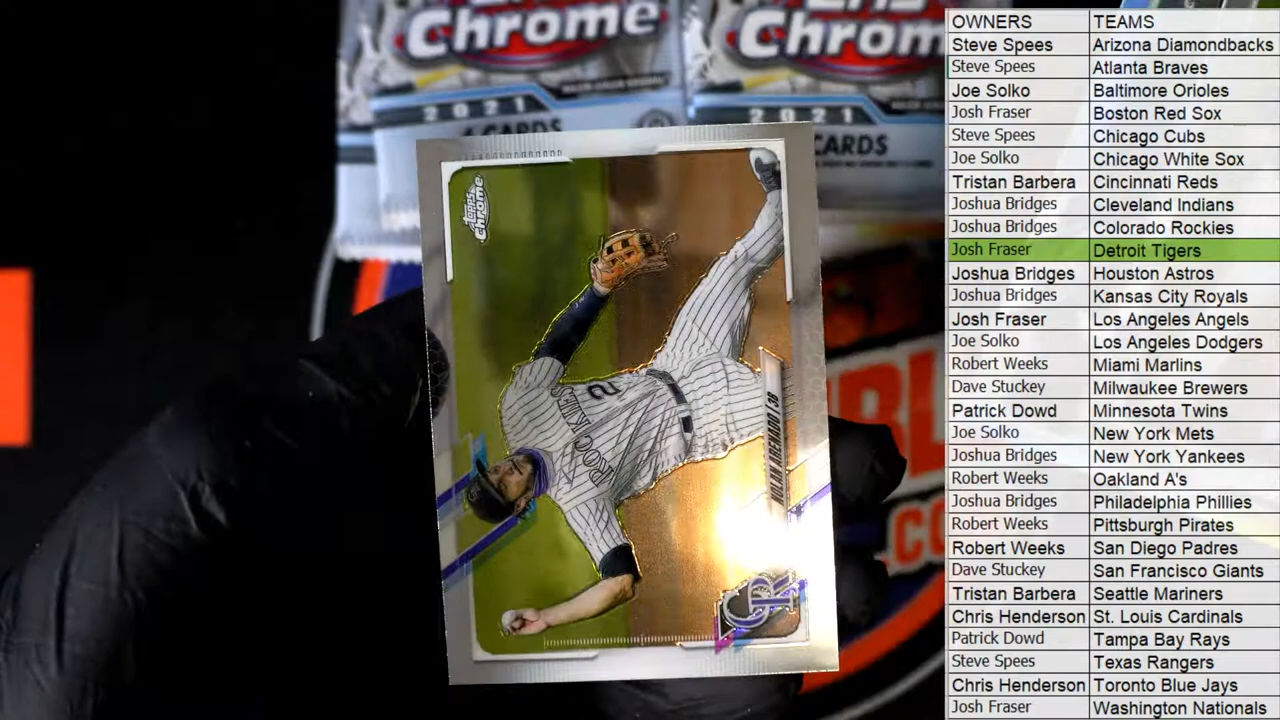 Chrome
Chrome
2021
2021
CARDS
CARDS
Topps
Chrome
ROCKIES
2
NOLAN ARENADO | 3B
CR
.CO
OWNERS TEAMS
Steve Spees Arizona Diamondbacks
Steve Spees Atlanta Braves
Joe Solko Baltimore Orioles
Josh Fraser Boston Red Sox
Steve Spees Chicago Cubs
Joe Solko Chicago White Sox
Tristan Barbera Cincinnati Reds
Joshua Bridges Cleveland Indians
Joshua Bridges Colorado Rockies
Josh Fraser Detroit Tigers
Joshua Bridges Houston Astros
Joshua Bridges Kansas City Royals
Josh Fraser Los Angeles Angels
Joe Solko Los Angeles Dodgers
Robert Weeks Miami Marlins
Dave Stuckey Milwaukee Brewers
Patrick Dowd Minnesota Twins
Joe Solko New York Mets
Joshua Bridges New York Yankees
Robert Weeks Oakland A's
Joshua Bridges Philadelphia Phillies
Robert Weeks Pittsburgh Pirates
Robert Weeks San Diego Padres
Dave Stuckey San Francisco Giants
Tristan Barbera Seattle Mariners
Chris Henderson St. Louis Cardinals
Patrick Dowd Tampa Bay Rays
Steve Spees Texas Rangers
Chris Henderson Toronto Blue Jays
Josh Fraser Washington Nationals